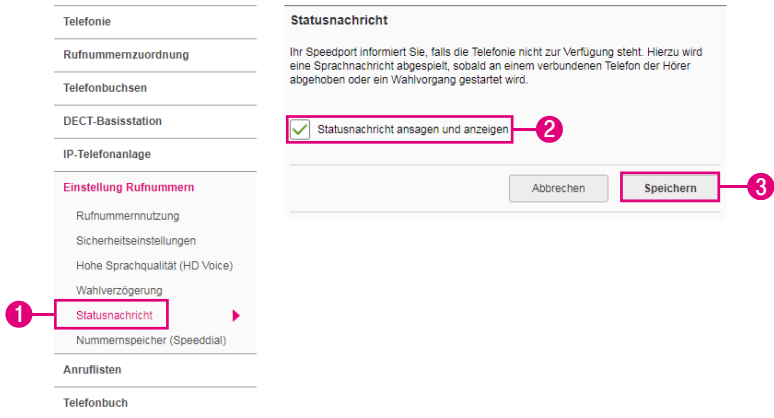 Telefonie
Rufnummernzuordnung
Telefonbuchsen
DECT-Basisstation
IP-Telefonanlage
Einstellung Rufnummern
Rufnummernnutzung
Sicherheitseinstellungen
Hohe Sprachqualität (HD Voice)
Wahlverzögerung
1
Statusnachricht
Nummernspeicher (Speeddial)
Anruflisten
Telefonbuch
Statusnachricht
Ihr Speedport informiert Sie, falls die Telefonie nicht zur Verfügung steht. Hierzu wird
eine Sprachnachricht abgespielt, sobald an einem verbundenen Telefon der Hörer
abgehoben oder ein Wahlvorgang gestartet wird.
Statusnachricht ansagen und anzeigen
2
Abbrechen
Speichern
3